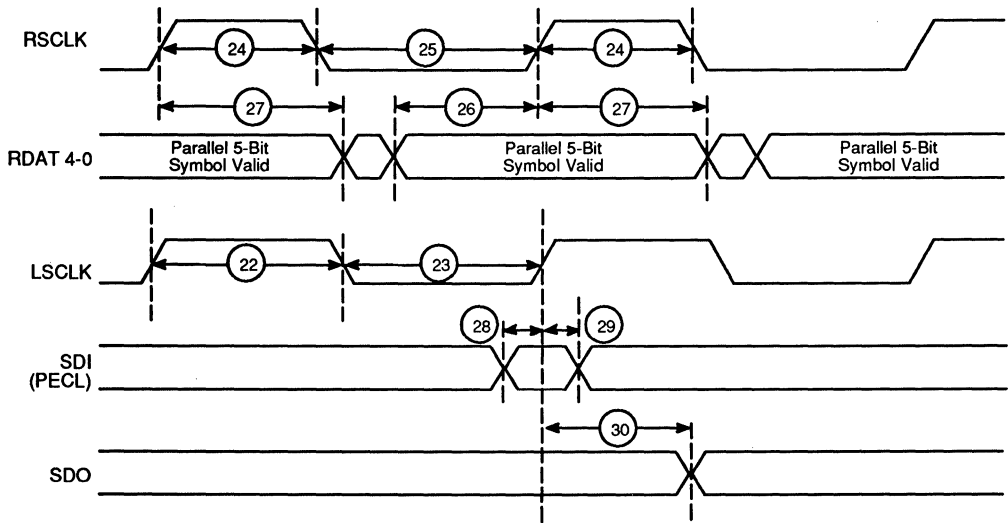 RSCLK
24
25
24
27
26
27
RDAT 4-0
Parallel 5-Bit
Symbol Valid
Parallel 5-Bit
Symbol Valid
Parallel 5-Bit
Symbol Valid
LSCLK
22
23
28
29
SDI
(PECL)
30
SDO